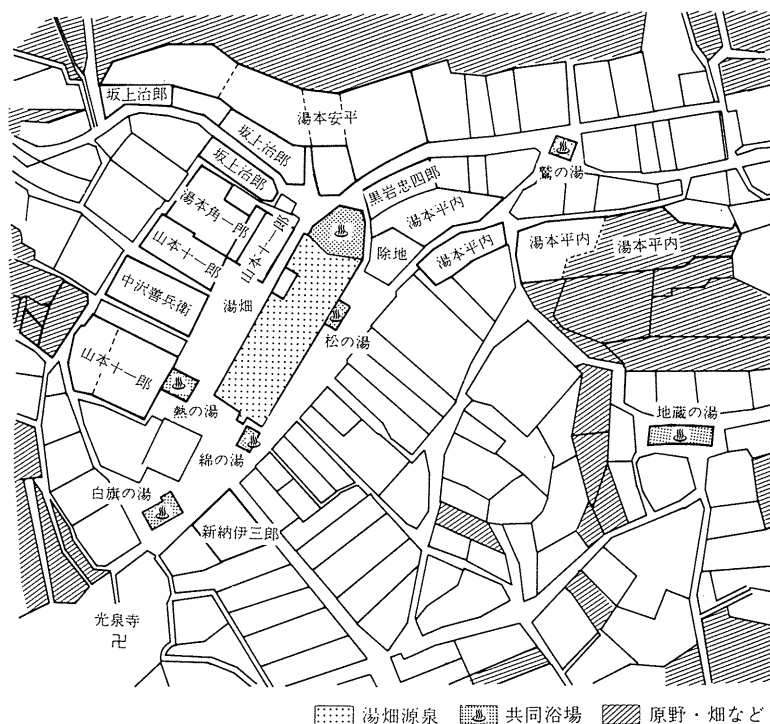 坂上治郎
湯本安平
坂上治郎
坂上治郎
黒岩忠四郎
鷲の湯
湯本角一郎
山本十一郎
湯本平内
湯本平内
湯本平内
湯本平内
除地
山本十一郎
中沢善兵衛
湯畑
松の湯
山本十一郎
熱の湯
地蔵の湯
綿の湯
白旗の湯
新納伊三郎
光泉寺
卍
湯畑源泉
共同浴場
原野・畑など